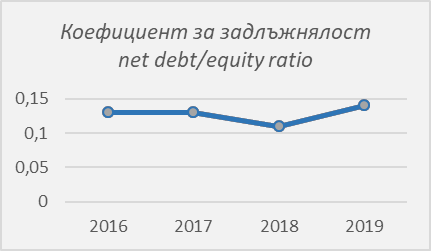 Коефициент за задлъжнялост
net debt/equity ratio
0,15
0,1
0,05
0
2016 2017 2018 2019